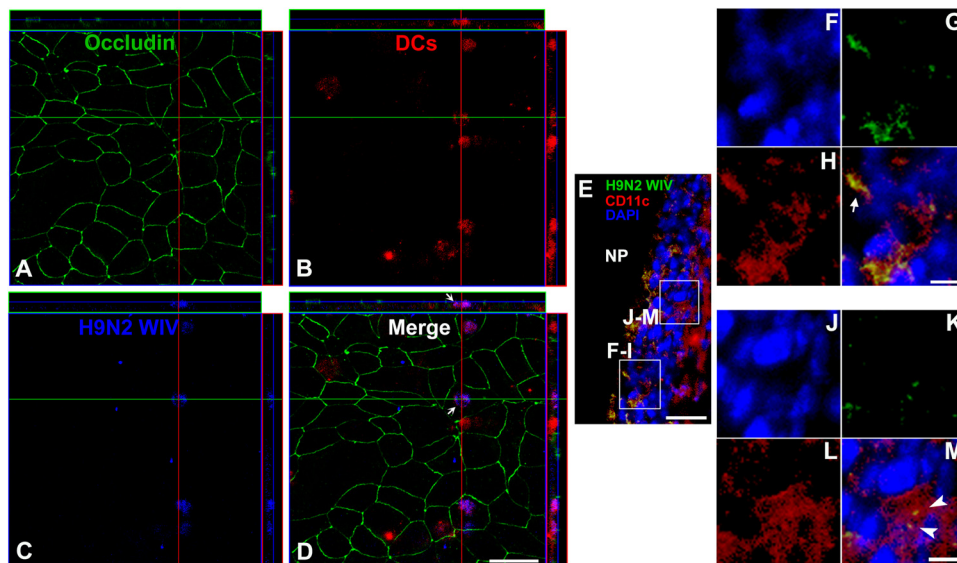 Occludin
A
DCs
B
H9N2 WIV
C
Merge
D
E
H9N2 WIV
CD11c
DAPI
NP
J-M
F-I
F
G
H
I
J
K
L
M